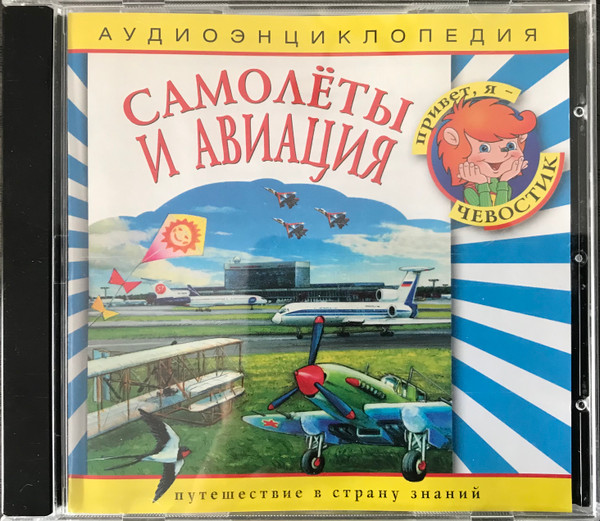 АУДИОЭНЦИКЛОПЕДИЯ
САМОЛЁТЫ
И АВИАЦИЯ
ПРИВЕТ, Я -
ЧЕВОСТИК
путешествие в страну знаний